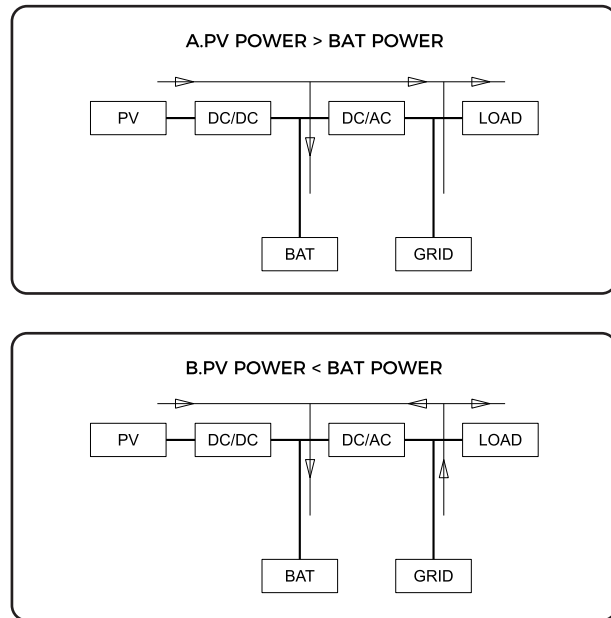 A.PV POWER > BAT POWER
PV DC/DC DC/AC LOAD
BAT GRID
B.PV POWER < BAT POWER
PV DC/DC DC/AC LOAD
BAT GRID